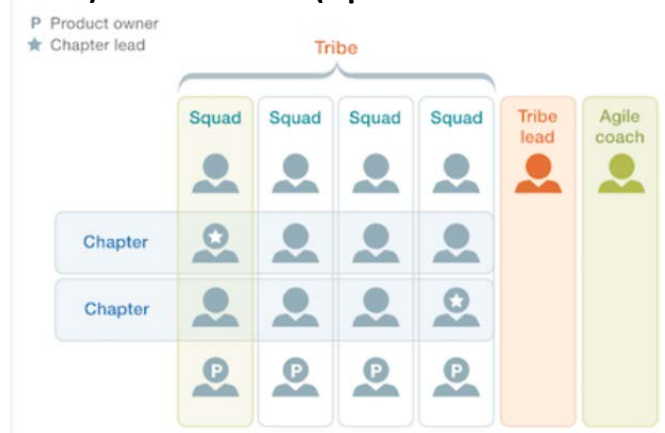 P Product owner
★ Chapter lead
Tribe
Squad Squad Squad Squad Tribe lead Agile coach
Chapter
Chapter
P P P P